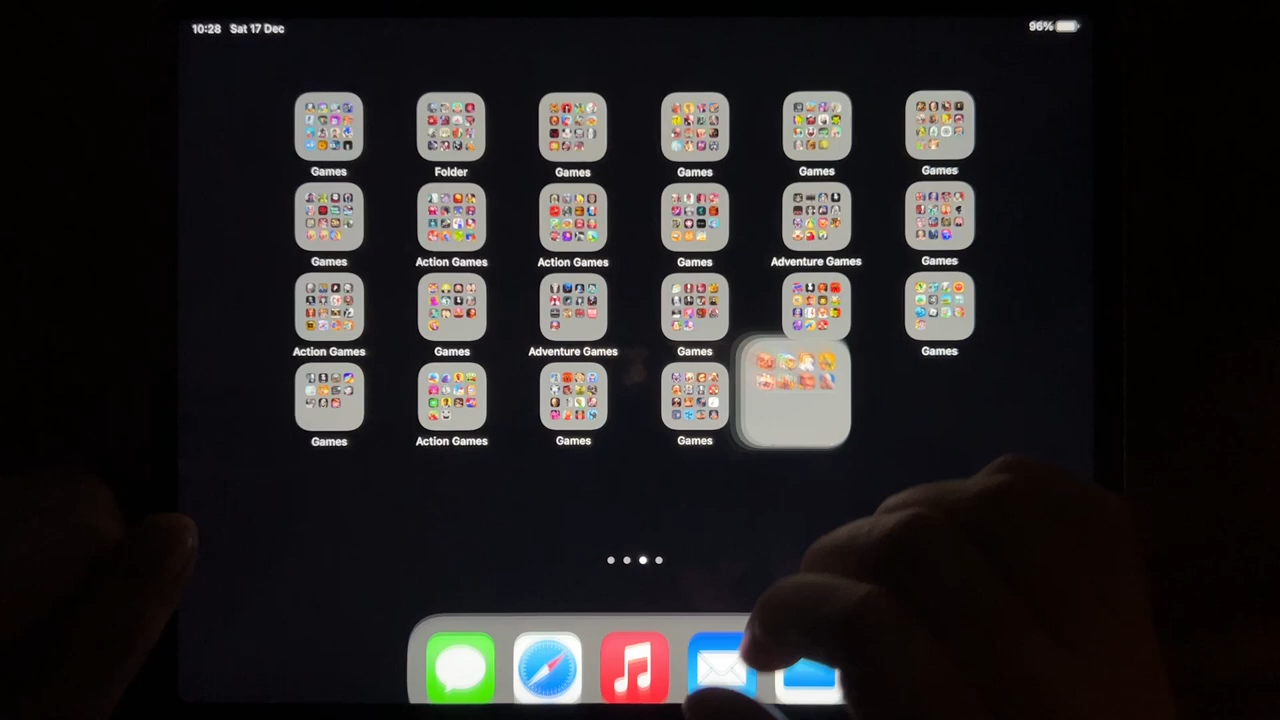 10:28 Sat 17 Dec 96%
Games Folder Games Games Games Games
Games Action Games Action Games Games Adventure Games Games
Action Games Games Adventure Games Games Games
Games Action Games Games Games